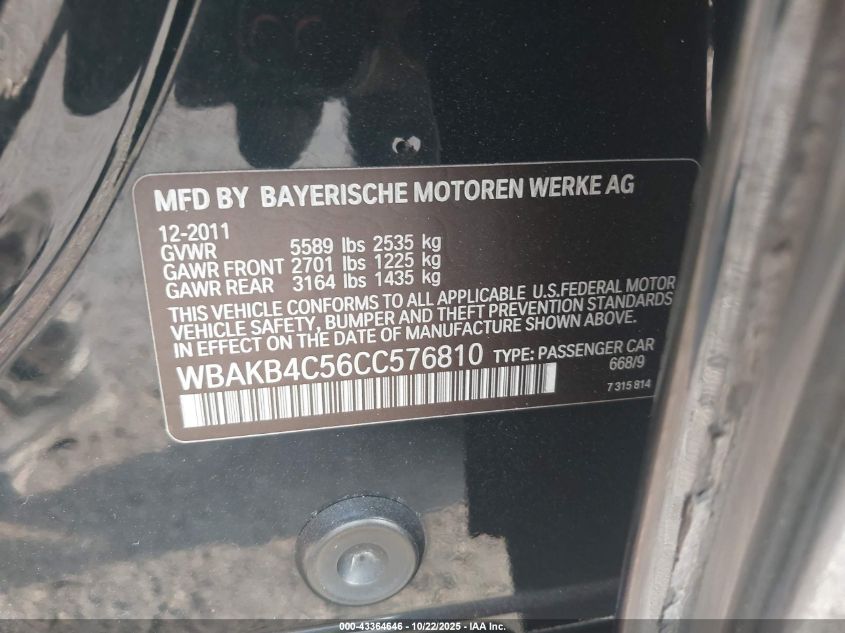 MFD BY BAYERISCHE MOTOREN WERKE AG
12-2011
GVWR 5589 lbs 2535 kg
GAWR FRONT 2701 lbs 1225 kg
GAWR REAR 3164 lbs 1435 kg
THIS VEHICLE CONFORMS TO ALL APPLICABLE U.S.FEDERAL MOTOR
VEHICLE SAFETY, BUMPER AND THEFT PREVENTION STANDARDS
IN EFFECT ON THE DATE OF MANUFACTURE SHOWN ABOVE.
WBAKB4C56CC576810 TYPE: PASSENGER CAR
668/9
7 315 814
000-43364646 - 10/22/2025 - IAA Inc.